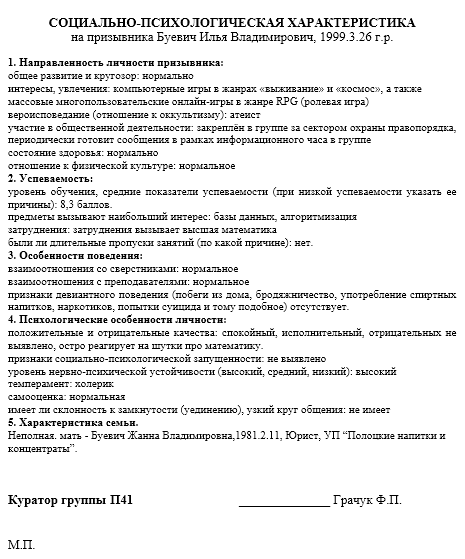 СОЦИАЛЬНО-ПСИХОЛОГИЧЕСКАЯ ХАРАКТЕРИСТИКА
на призывника Буевич Илья Владимирович, 1999.3.26 г.р.
1. Направленность личности призывника:
общее развитие и кругозор: нормально
интересы, увлечения: компьютерные игры в жанрах «выживание» и «космос», а также
массовые многопользовательские онлайн-игры в жанре RPG (ролевая игра)
вероисповедание (отношение к оккультизму): атеист
участие в общественной деятельности: закреплён в группе за сектором охраны правопорядка,
периодически готовит сообщения в рамках информационного часа в группе
состояние здоровья: нормально
отношение к физической культуре: нормальное
2. Успеваемость:
уровень обучения, средние показатели успеваемости (при низкой успеваемости указать ее
причины): 8,3 баллов.
предметы вызывают наибольший интерес: базы данных, алгоритмизация
затруднения: затруднения вызывает высшая математика
были ли длительные пропуски занятий (по какой причине): нет.
3. Особенности поведения:
взаимоотношения со сверстниками: нормальное
взаимоотношения с преподавателями: нормальное
признаки девиантного поведения (побеги из дома, бродяжничество, употребление спиртных
напитков, наркотиков, попытки суицида и тому подобное) отсутствует.
4. Психологические особенности личности:
положительные и отрицательные качества: спокойный, исполнительный, отрицательных не
выявлено, остро реагирует на шутки про математику.
признаки социально-психологической запущенности: не выявлено
уровень нервно-психической устойчивости (высокий, средний, низкий): высокий
темперамент: холерик
самооценка: нормальная
имеет ли склонность к замкнутости (уединению), узкий круг общения: не имеет
5. Характеристика семьи.
Неполная. мать - Буевич Жанна Владимировна,1981.2.11, Юрист, УП “Полоцкие напитки и
концентраты”.
Куратор группы П41 ______________ Грачук Ф.П.
М.П.